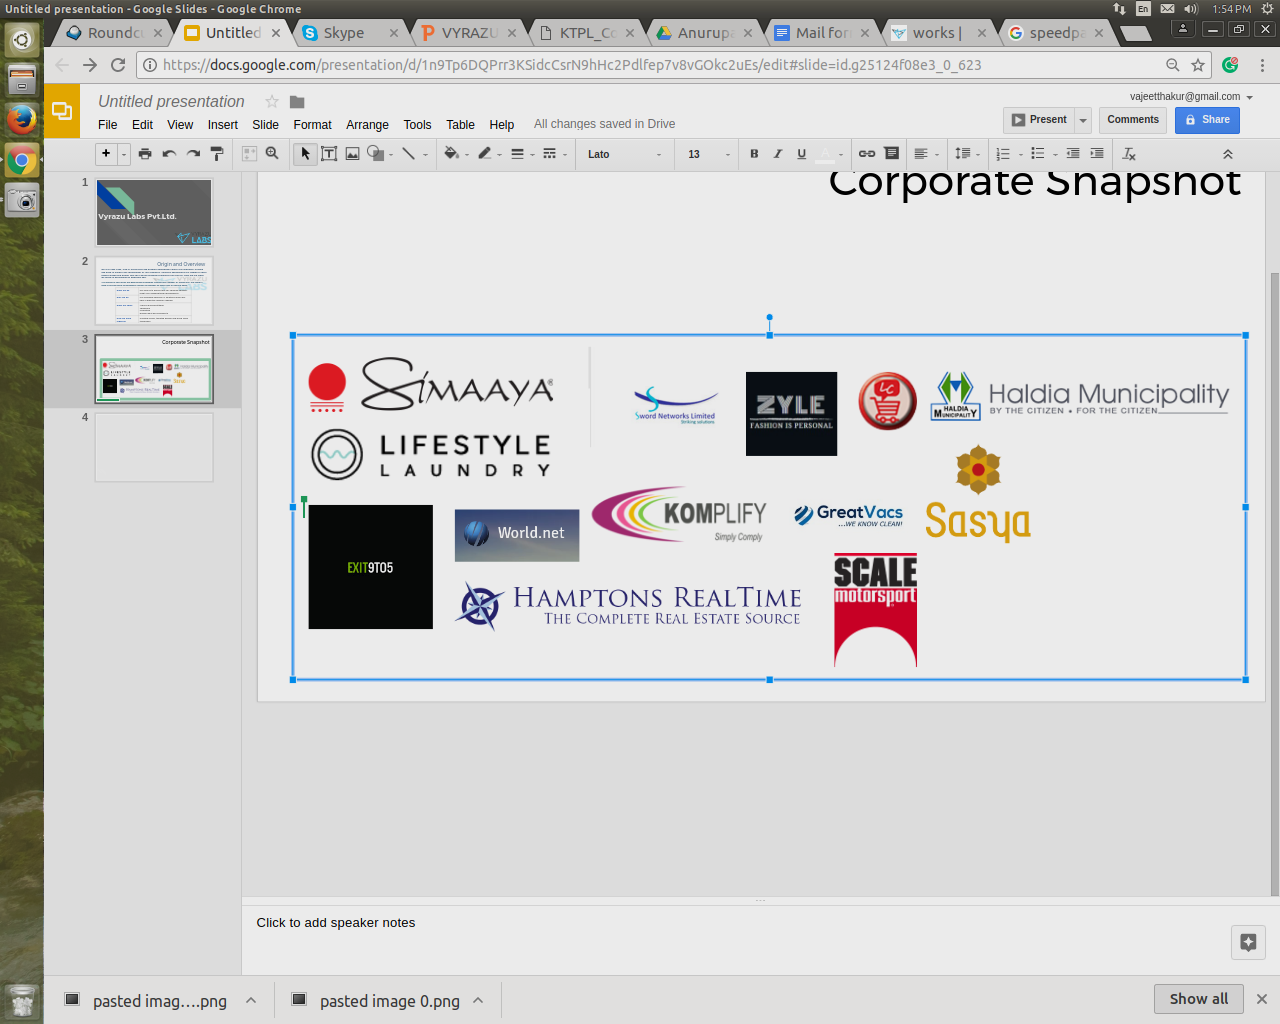 Untitled presentation - Google Slides - Google Chrome
En
1:54 PM
Roundcu
Untitled
Skype
VYRAZU
KTPL_Co
Anurup
Mail for
works |
speedpa
https://docs.google.com/presentation/d/1n9Tp6DQPrr3KSidcCsrN9hHc2Pdlfep7v8vGOkc2uEs/edit#slide=id.g25124f08e3_0_623
Untitled presentation
vajeetthakur@gmail.com
File Edit View Insert Slide Format Arrange Tools Table Help All changes saved in Drive
Present
Comments
Share
Lato
13
B I U A
1
Vyrazu Labs Pvt.Ltd.
LABS
2
Origin and Overview
3
Corporate Snapshot
4
Corporate Snapshot
SIMAAYA®
LIFESTYLE
LAUNDRY
Sword Networks Limited
ZYLE
FASHION IS PERSONAL
HALDIA
MUNICIPALITY
Haldia Municipality
BY THE CITIZEN • FOR THE CITIZEN
EXIT9TO5
World.net
KOMPLIFY
Simply Comply
GreatVacs
...WE KNOW CLEAN!
Sasya
HAMPTONS REALTIME
THE COMPLETE REAL ESTATE SOURCE
SCALE
motorsport
Click to add speaker notes
pasted imag....png
pasted image 0.png
Show all